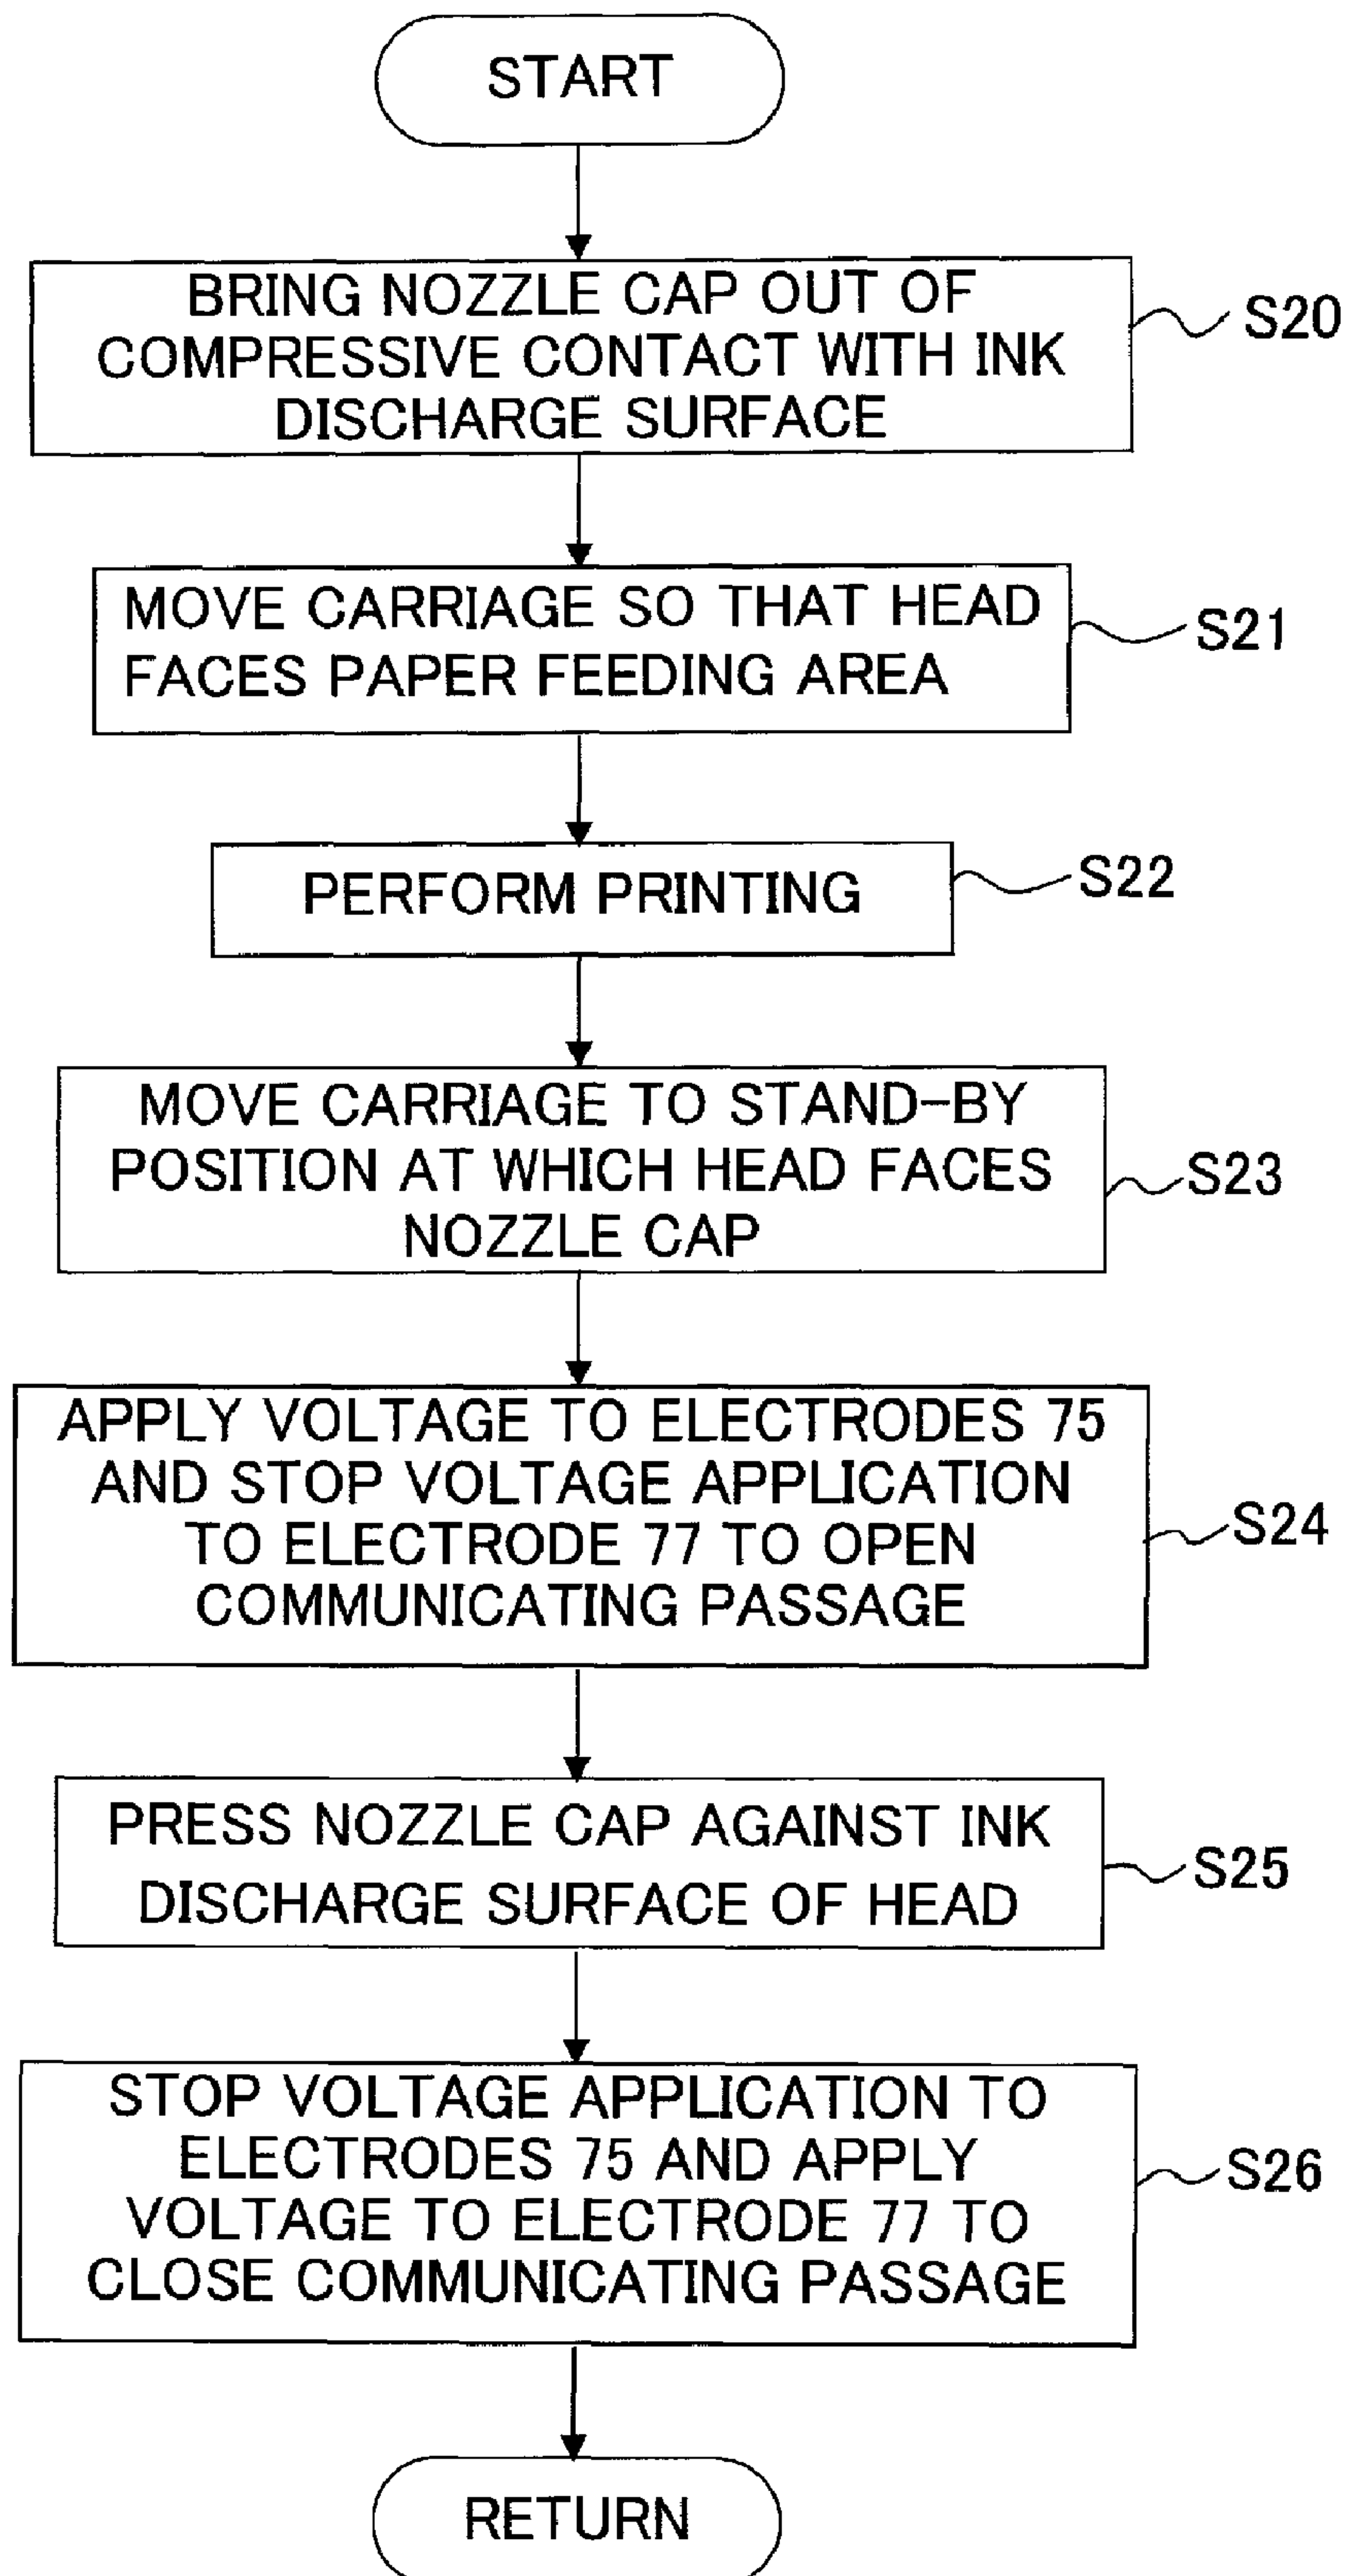 START
BRING NOZZLE CAP OUT OF
COMPRESSIVE CONTACT WITH INK
DISCHARGE SURFACE
S20
MOVE CARRIAGE SO THAT HEAD
FACES PAPER FEEDING AREA
S21
PERFORM PRINTING
S22
MOVE CARRIAGE TO STAND-BY
POSITION AT WHICH HEAD FACES
NOZZLE CAP
S23
APPLY VOLTAGE TO ELECTRODES 75
AND STOP VOLTAGE APPLICATION
TO ELECTRODE 77 TO OPEN
COMMUNICATING PASSAGE
S24
PRESS NOZZLE CAP AGAINST INK
DISCHARGE SURFACE OF HEAD
S25
STOP VOLTAGE APPLICATION TO
ELECTRODES 75 AND APPLY
VOLTAGE TO ELECTRODE 77 TO
CLOSE COMMUNICATING PASSAGE
S26
RETURN